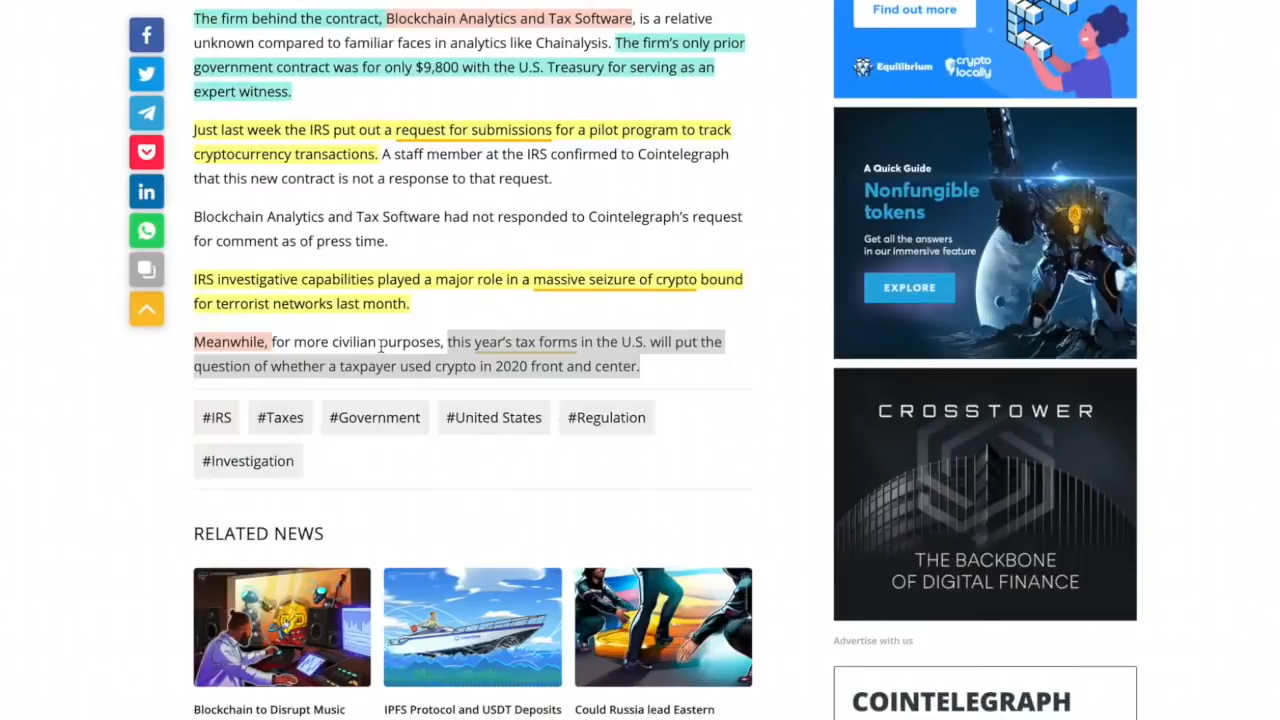 The firm behind the contract, Blockchain Analytics and Tax Software, is a relative
unknown compared to familiar faces in analytics like Chainalysis. The firm's only prior
government contract was for only $9,800 with the U.S. Treasury for serving as an
expert witness.
Just last week the IRS put out a request for submissions for a pilot program to track
cryptocurrency transactions. A staff member at the IRS confirmed to Cointelegraph
that this new contract is not a response to that request.
Blockchain Analytics and Tax Software had not responded to Cointelegraph's request
for comment as of press time.
IRS investigative capabilities played a major role in a massive seizure of crypto bound
for terrorist networks last month.
Meanwhile, for more civilian purposes, this year's tax forms in the U.S. will put the
question of whether a taxpayer used crypto in 2020 front and center.
#IRS #Taxes #Government #United States #Regulation
#Investigation
RELATED NEWS
Blockchain to Disrupt Music
IPFS Protocol and USDT Deposits
Could Russia lead Eastern
Find out more
Equilibrium
crypto
locally
A Quick Guide
Nonfungible
tokens
Get all the answers
in our immersive feature
EXPLORE
CROSSTOWER
THE BACKBONE
OF DIGITAL FINANCE
Advertise with us
COINTELEGRAPH